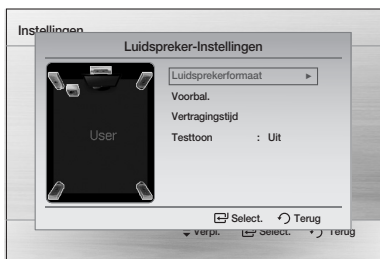 Instellingen
Luidspreker-Instellingen
Luidsprekerformaat ►
Voorbal.
Vertragingstijd
Testtoon : Uit
User
Select. Terug
Verpl. Select. Terug